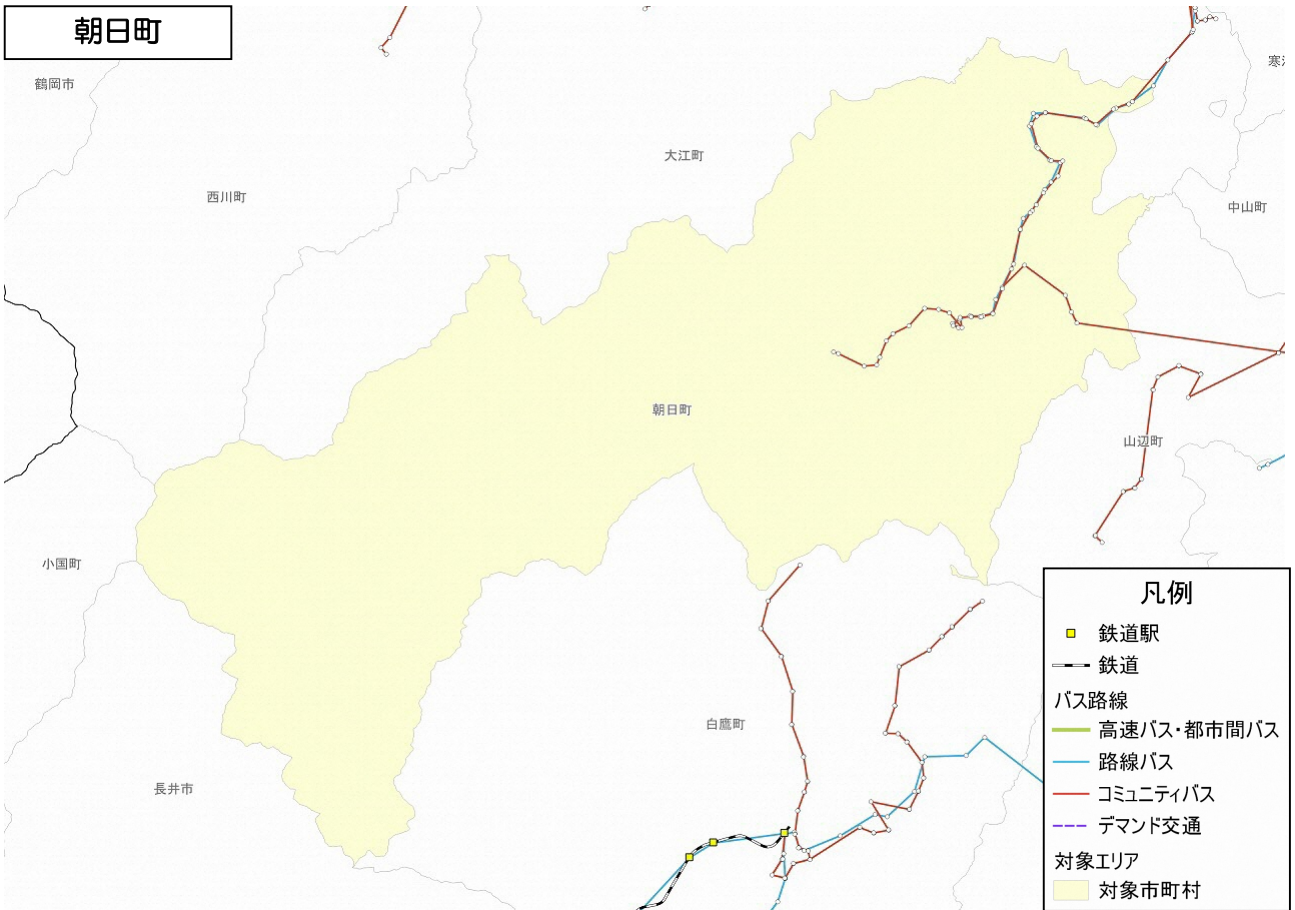 朝日町
鶴岡市
大江町
西川町
中山町
朝日町
山辺町
小国町
白鷹町
長井市
凡例
鉄道駅
鉄道
バス路線
高速バス・都市間バス
路線バス
コミュニティバス
デマンド交通
対象エリア
対象市町村